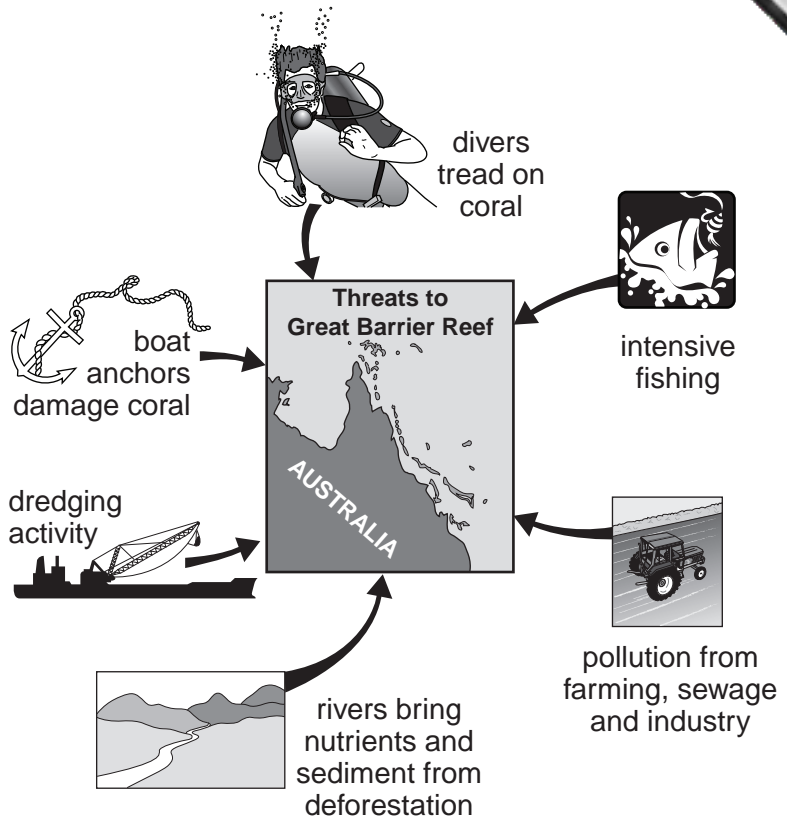 divers
tread on
coral
Threats to
Great Barrier Reef
AUSTRALIA
boat
anchors
damage coral
intensive
fishing
dredging
activity
pollution from
farming, sewage
and industry
rivers bring
nutrients and
sediment from
deforestation